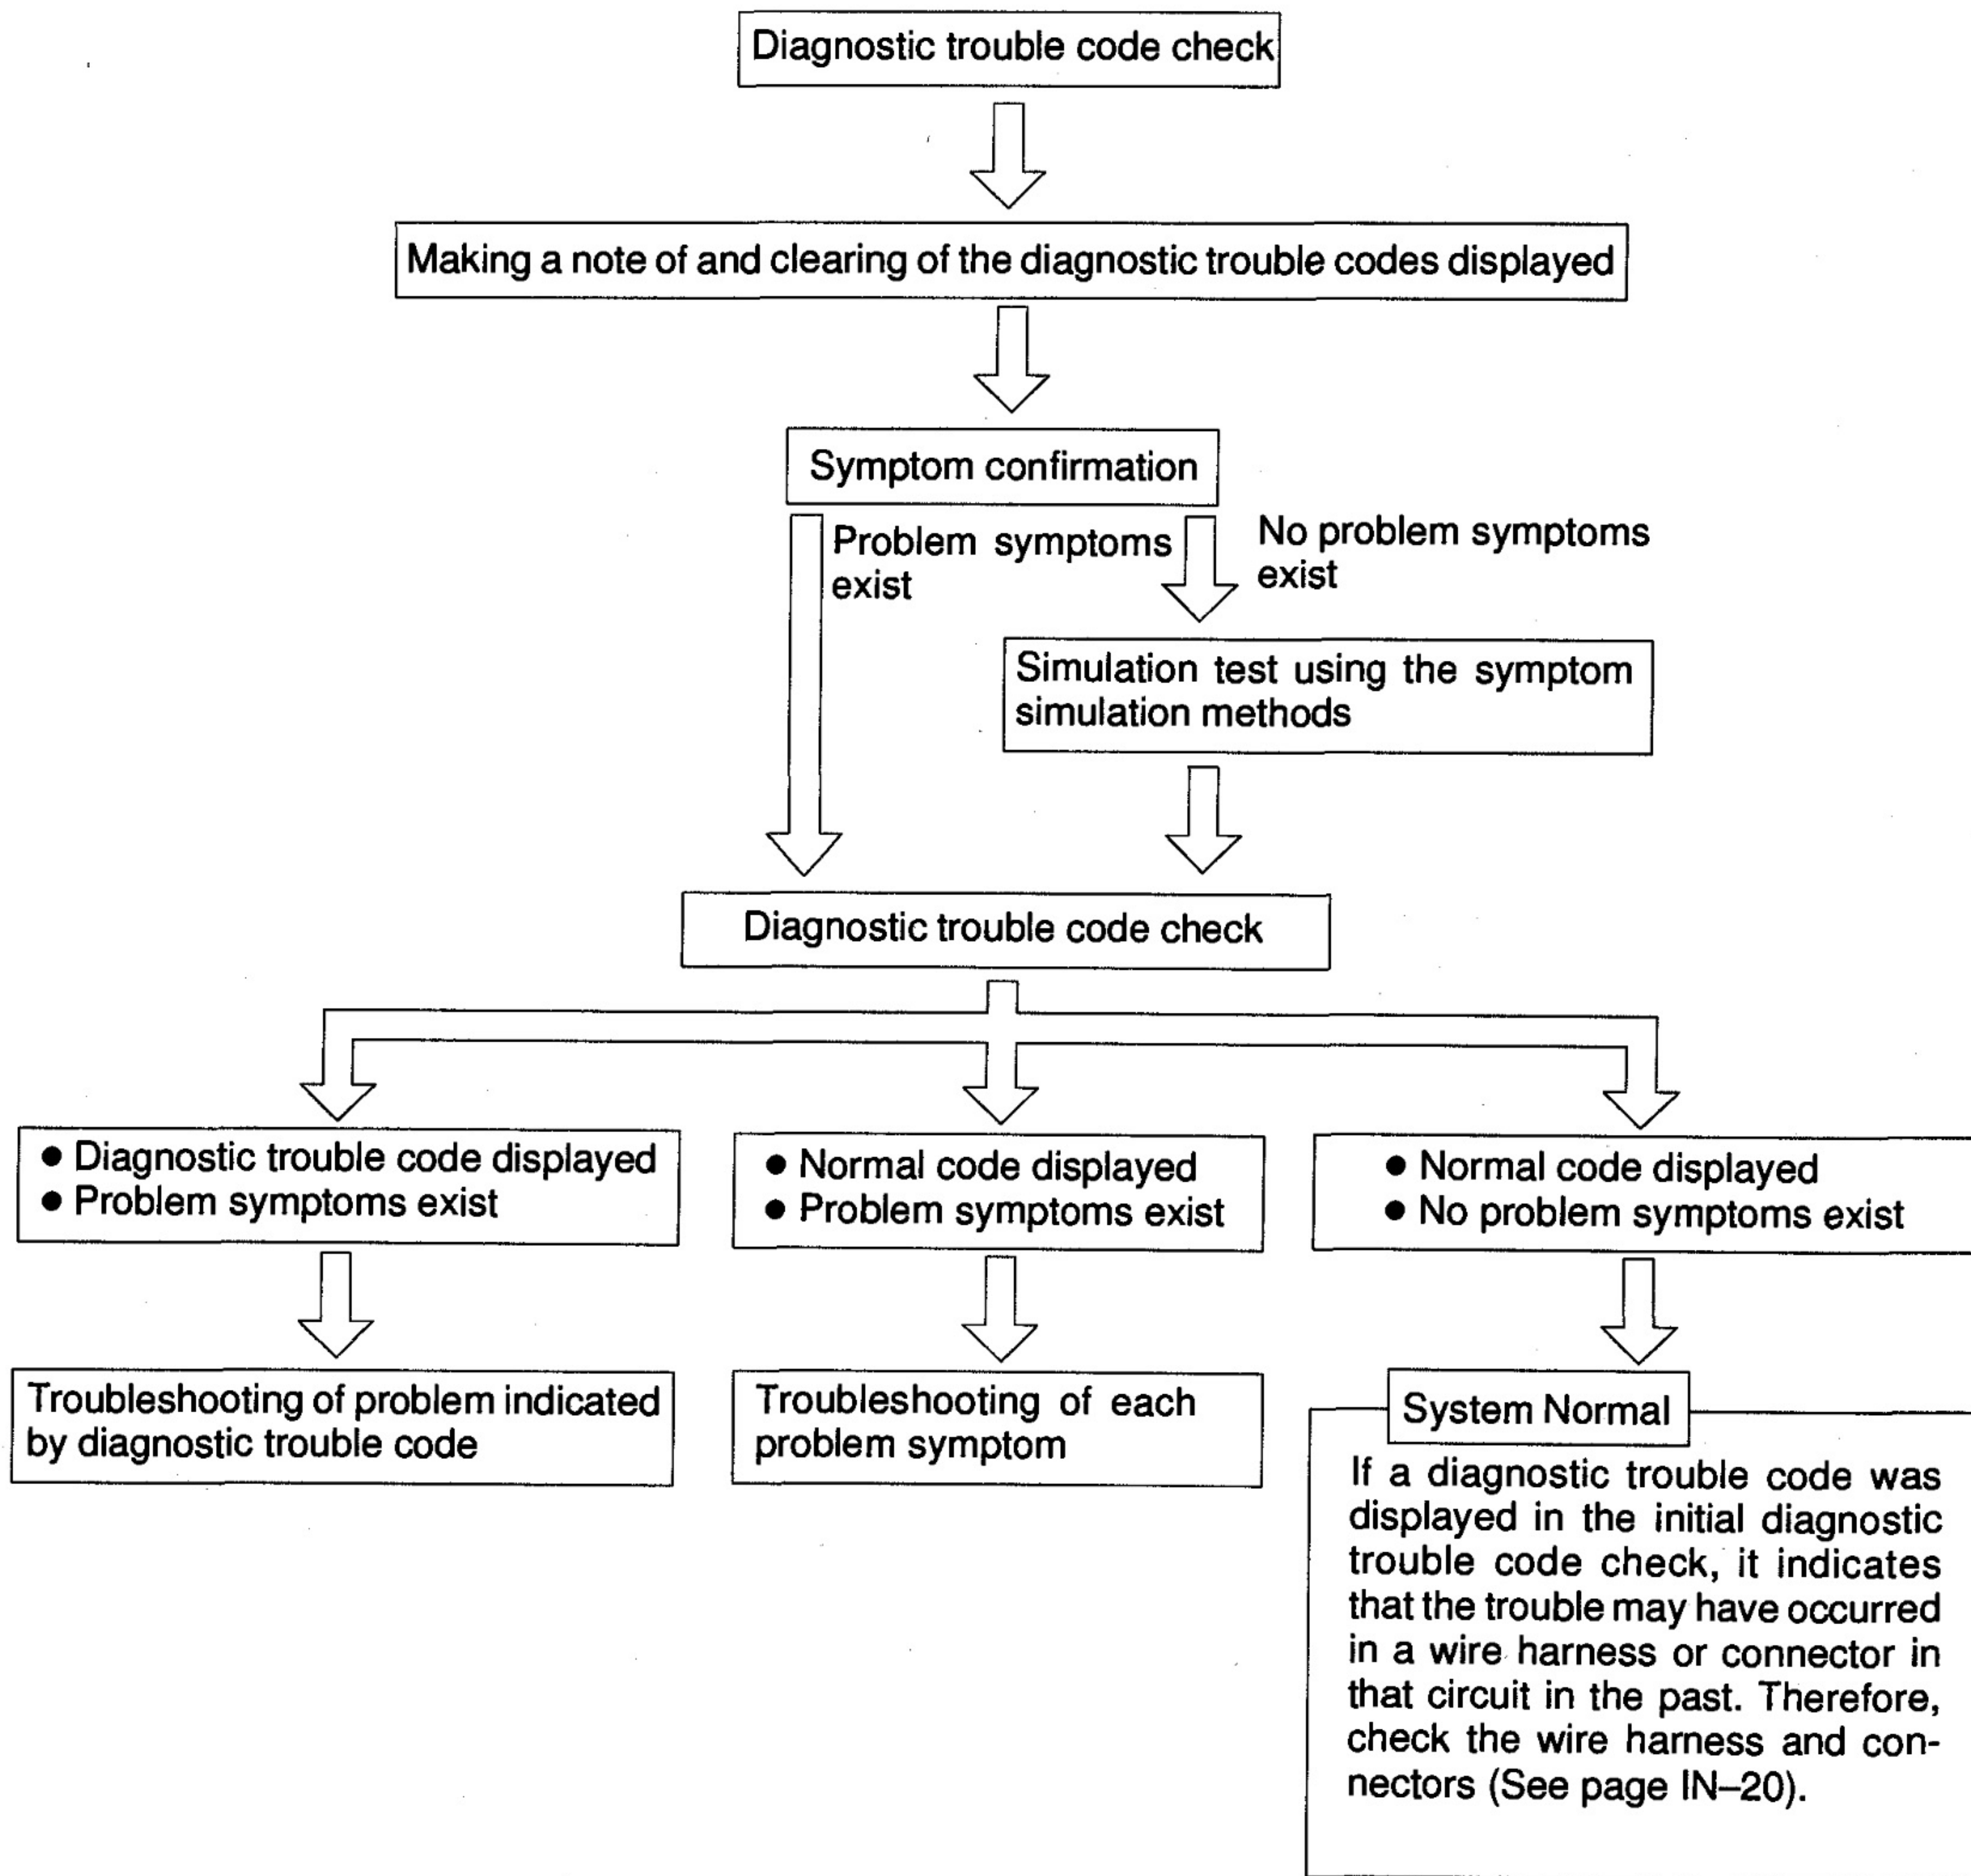 Diagnostic trouble code check
Making a note of and clearing of the diagnostic trouble codes displayed
Symptom confirmation
Problem symptoms
exist
No problem symptoms
exist
Simulation test using the symptom
simulation methods
Diagnostic trouble code check
● Diagnostic trouble code displayed
● Problem symptoms exist
● Normal code displayed
● Problem symptoms exist
● Normal code displayed
● No problem symptoms exist
Troubleshooting of problem indicated
by diagnostic trouble code
Troubleshooting of each
problem symptom
System Normal
If a diagnostic trouble code was
displayed in the initial diagnostic
trouble code check, it indicates
that the trouble may have occurred
in a wire harness or connector in
that circuit in the past. Therefore,
check the wire harness and con-
nectors (See page IN–20).